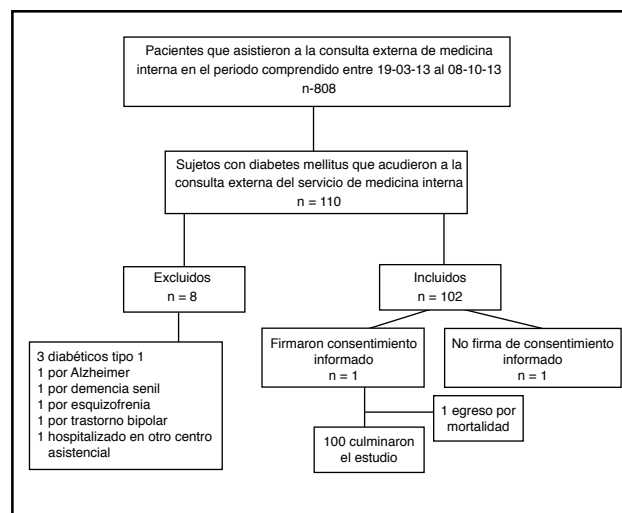 Pacientes que asistieron a la consulta externa de medicina
interna en el periodo comprendido entre 19-03-13 al 08-10-13
n-808
Sujetos con diabetes mellitus que acudieron a la
consulta externa del servicio de medicina interna
n = 110
Excluidos
n = 8
Incluidos
n = 102
3 diabéticos tipo 1
1 por Alzheimer
1 por demencia senil
1 por esquizofrenia
1 por trastorno bipolar
1 hospitalizado en otro centro
asistencial
Firmaron consentimiento
informado
n = 1
No firma de consentimiento
informado
n = 1
1 egreso por
mortalidad
100 culminaron
el estudio